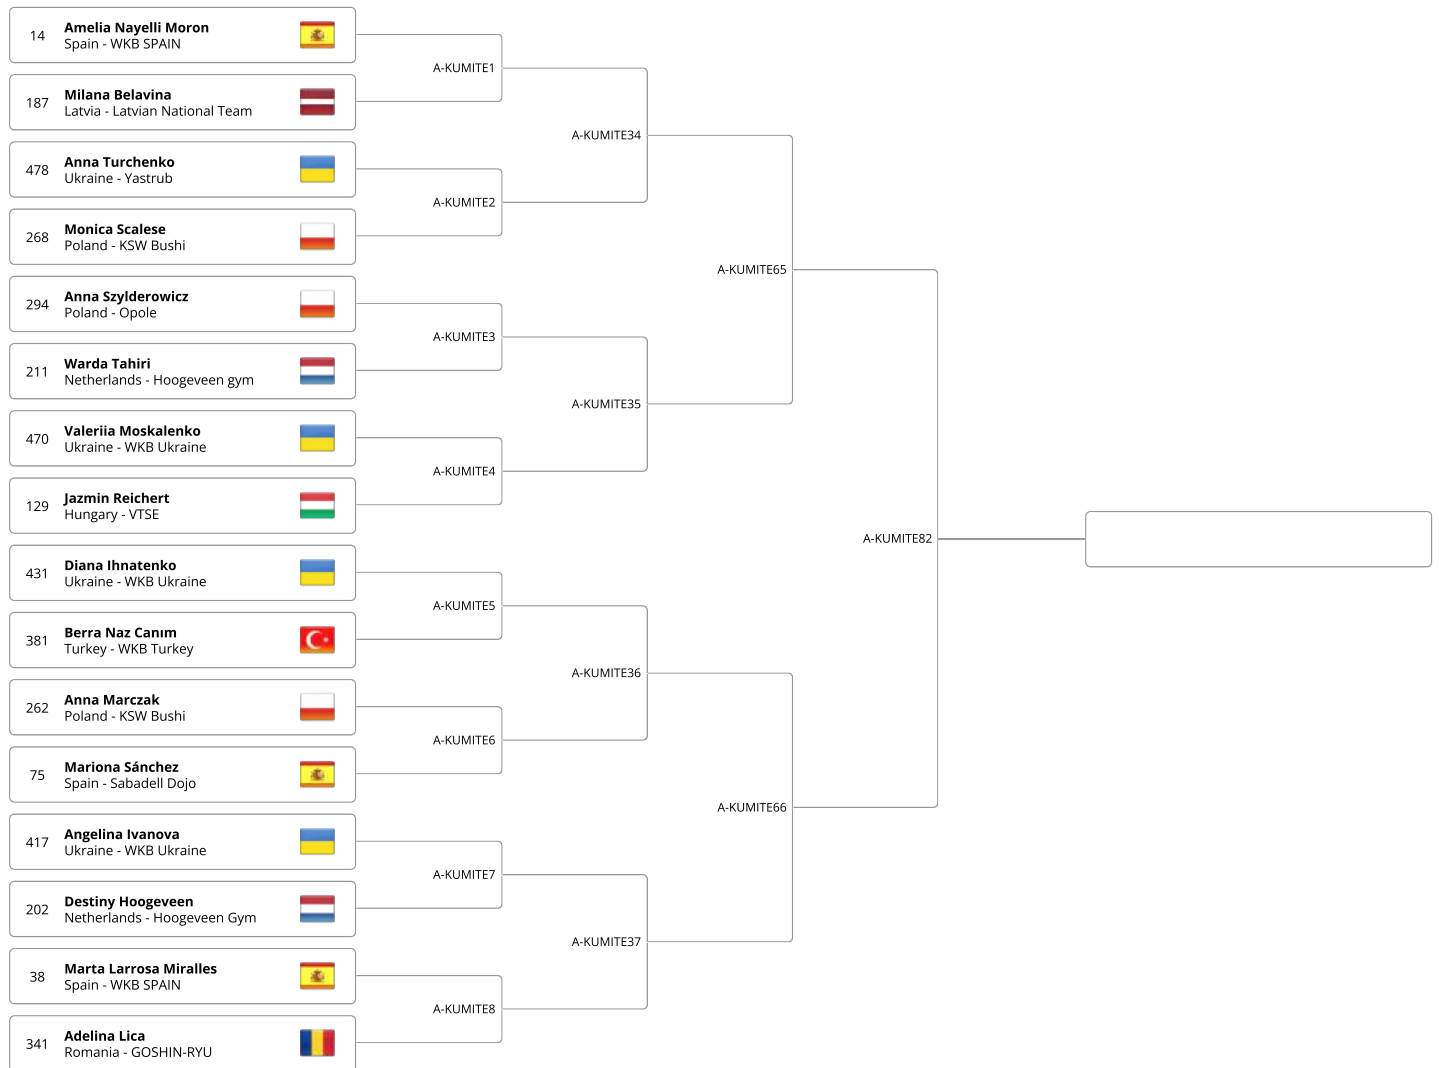 14
Amelia Nayelli Moron
Spain - WKB SPAIN
187
Milana Belavina
Latvia - Latvian National Team
478
Anna Turchenko
Ukraine - Yastrub
268
Monica Scalese
Poland - KSW Bushi
294
Anna Szylderowicz
Poland - Opole
211
Warda Tahiri
Netherlands - Hoogeveen gym
470
Valeriia Moskalenko
Ukraine - WKB Ukraine
129
Jazmin Reichert
Hungary - VTSE
431
Diana Ihnatenko
Ukraine - WKB Ukraine
381
Berra Naz Canım
Turkey - WKB Turkey
262
Anna Marczak
Poland - KSW Bushi
75
Mariona Sánchez
Spain - Sabadell Dojo
417
Angelina Ivanova
Ukraine - WKB Ukraine
202
Destiny Hoogeveen
Netherlands - Hoogeveen Gym
38
Marta Larrosa Miralles
Spain - WKB SPAIN
341
Adelina Lica
Romania - GOSHIN-RYU
A-KUMITE1
A-KUMITE2
A-KUMITE3
A-KUMITE4
A-KUMITE5
A-KUMITE6
A-KUMITE7
A-KUMITE8
A-KUMITE34
A-KUMITE35
A-KUMITE36
A-KUMITE37
A-KUMITE65
A-KUMITE66
A-KUMITE82